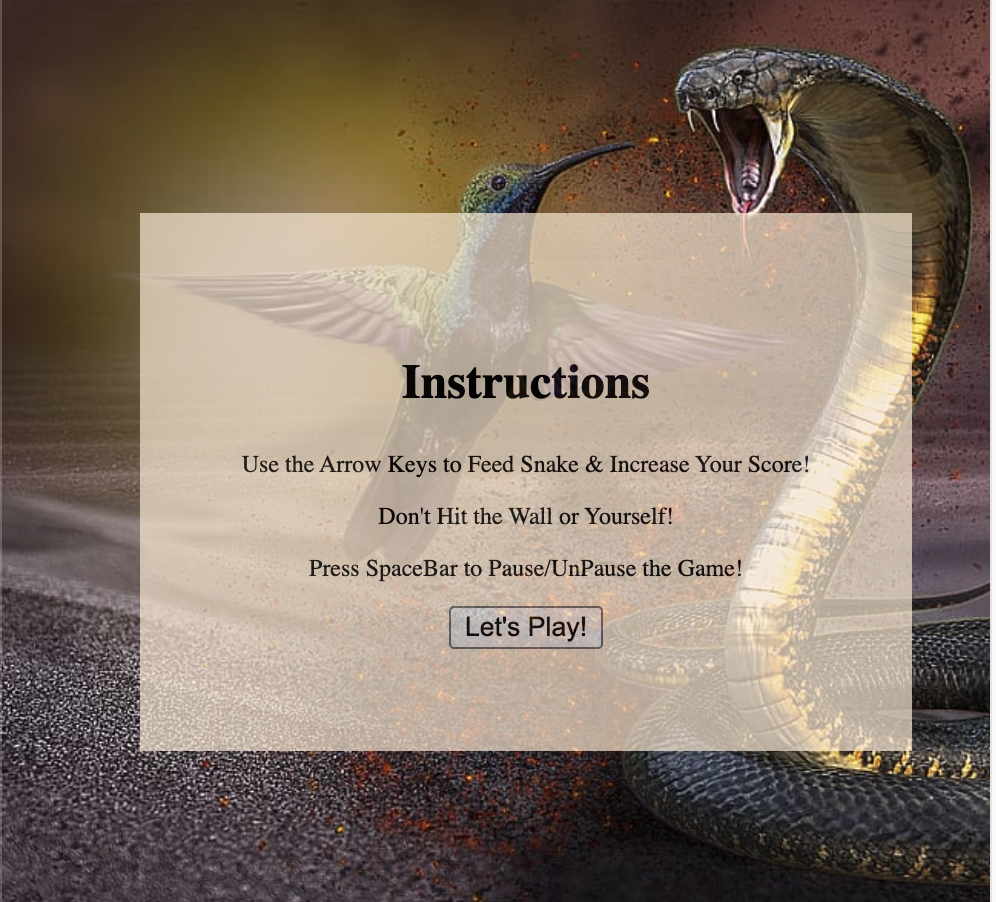 Instructions
Use the Arrow Keys to Feed Snake & Increase Your Score!
Don't Hit the Wall or Yourself!
Press SpaceBar to Pause/UnPause the Game!
Let's Play!